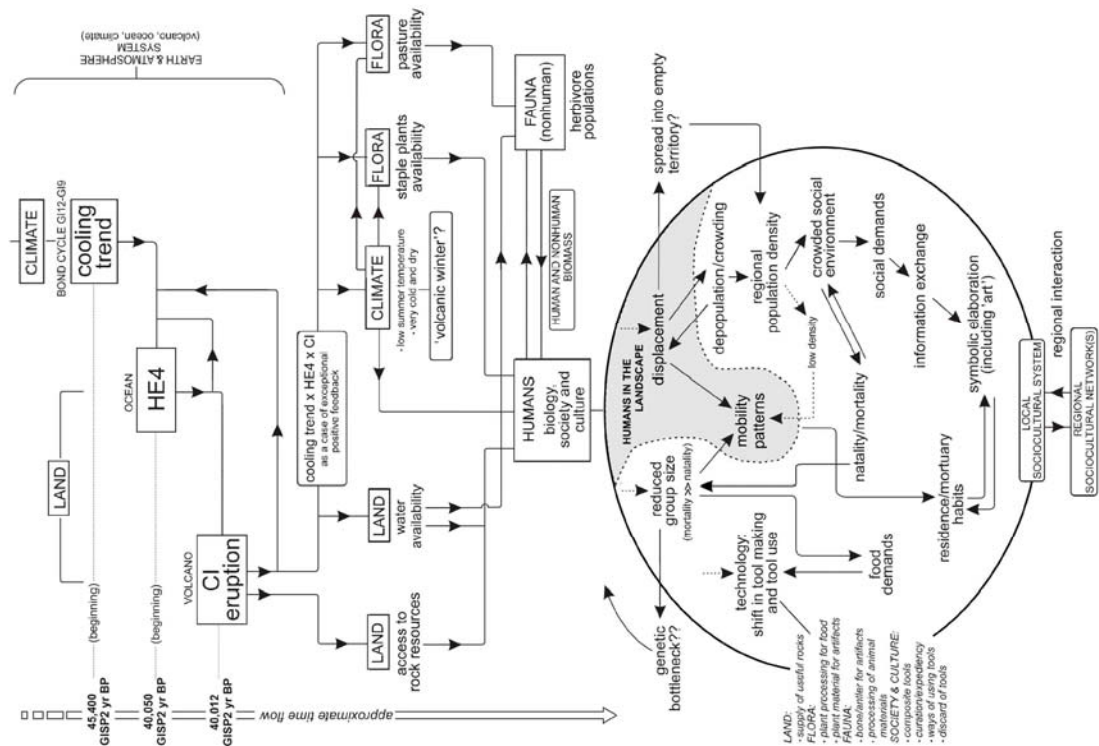 EARTH & ATMOSPHERE
SYSTEM
(volcano, ocean, climate)
CLIMATE
BOND CYCLE GI12-GI9
cooling
trend
LAND
OCEAN
HE4
VOLCANO
CI
eruption
45,400
GISP2 yr BP
(beginning)
40,050
GISP2 yr BP
(beginning)
40,012
GISP2 yr BP
approximate time flow
cooling trend x HE4 x CI
as a case of exceptional
positive feedback
LAND
access to
rock resources
LAND
water
availability
CLIMATE
· low summer temperature
· very cold and dry
'volcanic winter'?
FLORA
staple plants
availability
FLORA
pasture
availability
HUMANS
biology,
society and
culture
HUMAN AND NONHUMAN
BIOMASS
FAUNA
(nonhuman)
herbivore
populations
HUMANS IN THE
LANDSCAPE
displacement
spread into empty
territory?
depopulation/crowding
mobility
patterns
regional
population density
low density
crowded social
environment
social demands
information exchange
symbolic elaboration
(including 'art')
natality/mortality
reduced
group size
(mortality >> natality)
genetic
bottleneck??
technology:
shift in tool making
and tool use
food
demands
residence/mortuary
habits
LAND:
· supply of useful rocks
FLORA:
· plant processing for food
· plant material for artifacts
FAUNA:
· bone/antler for artifacts
· processing of animal
materials
SOCIETY & CULTURE:
· composite tools
· curation/expediency
· ways of using tools
· discard of tools
LOCAL
SOCIOCULTURAL SYSTEM
regional interaction
REGIONAL
SOCIOCULTURAL NETWORK(S)